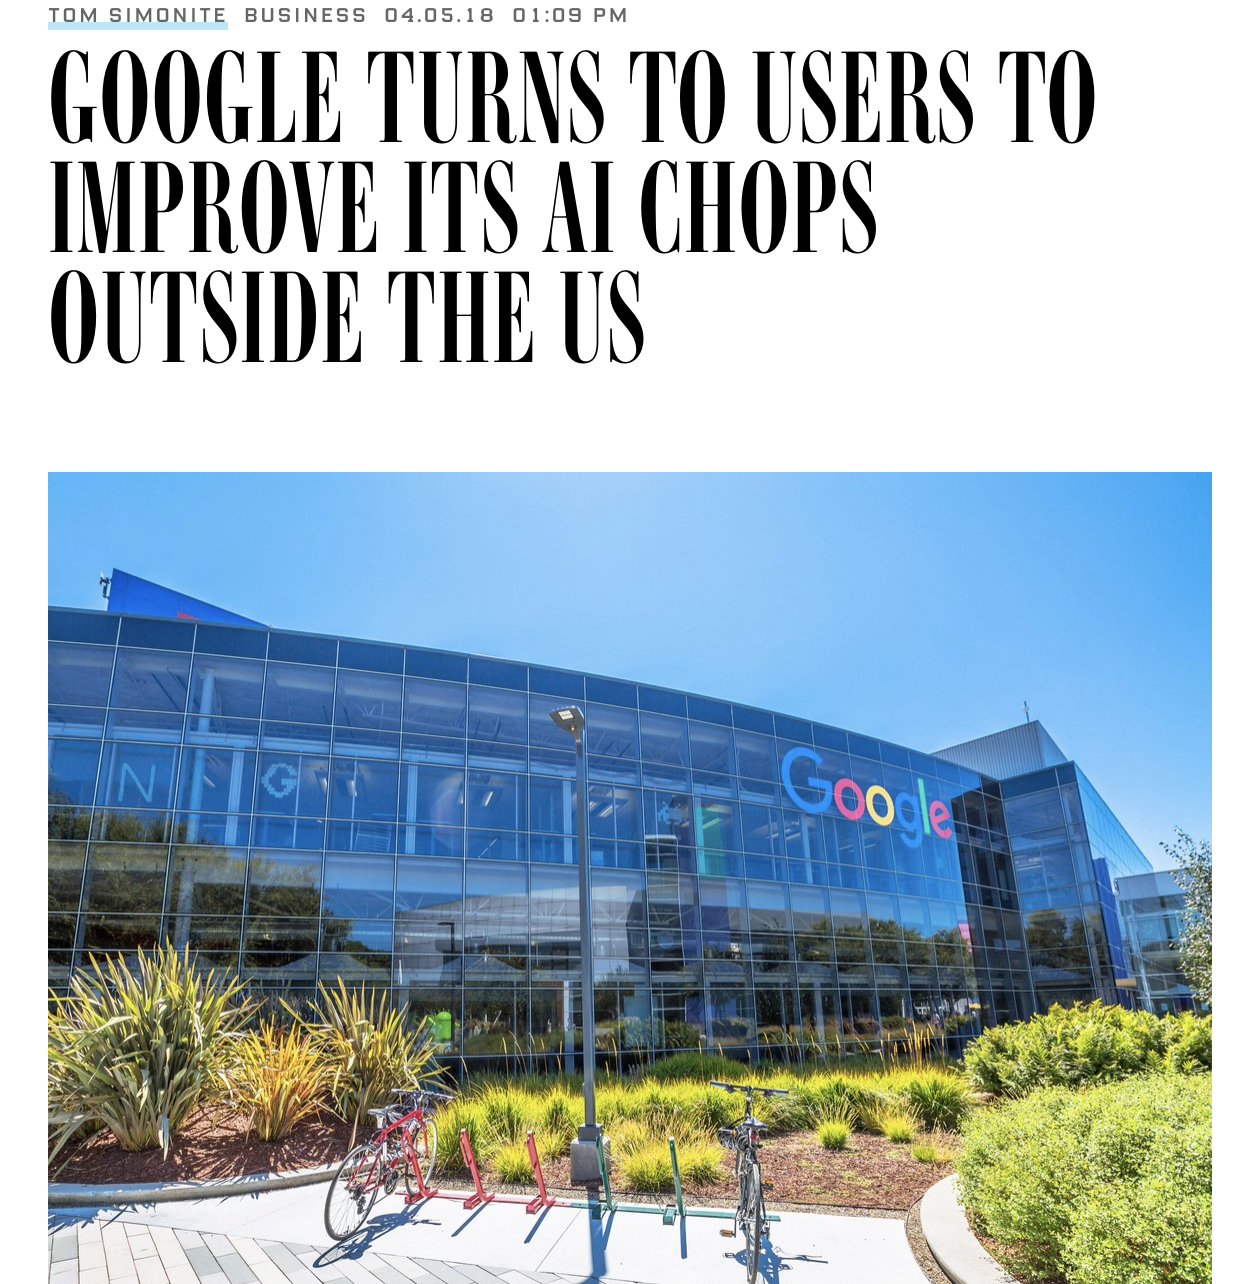 TOM SIMONITE BUSINESS 04.05.18 01:09 PM
GOOGLE TURNS TO USERS TO
IMPROVE ITS AI CHOPS
OUTSIDE THE US
N G
Google